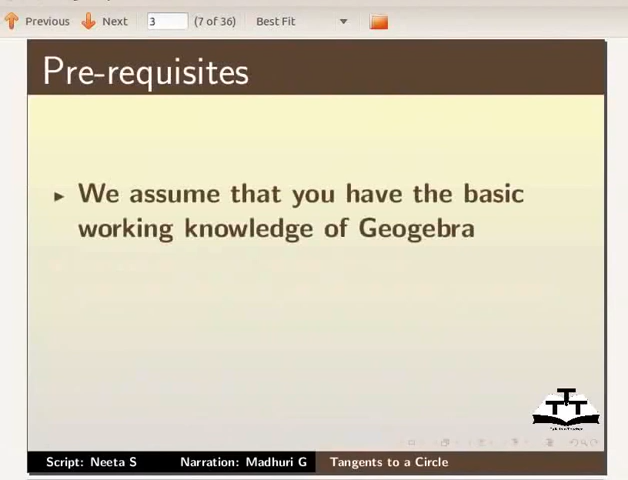 Previous Next 3 (7 of 36) Best Fit
Pre-requisites
► We assume that you have the basic
working knowledge of Geogebra
TTT
Script: Neeta S Narration: Madhuri G Tangents to a Circle